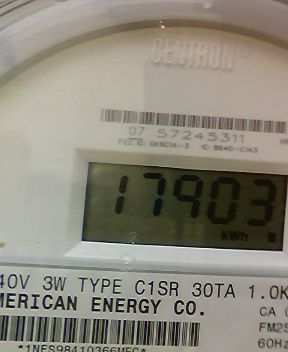 CENTRON®
07 57245311
17903
kWh
40V 3W TYPE C1SR 30TA 1.0K
MERICAN ENERGY CO.
CA
FM2S
60Hz